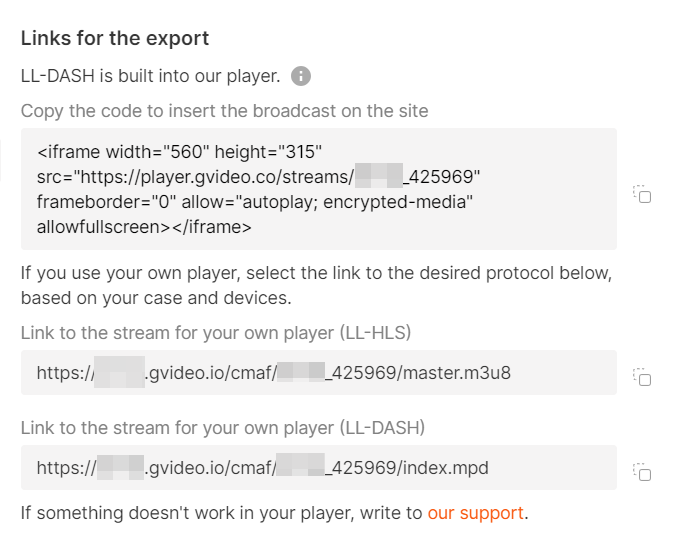 Links for the export
LL-DASH is built into our player.
Copy the code to insert the broadcast on the site
<iframe width="560" height="315"
src="https://player.gvideo.co/streams/ _425969"
frameborder="0" allow="autoplay; encrypted-media"
allowfullscreen></iframe>
If you use your own player, select the link to the desired protocol below,
based on your case and devices.
Link to the stream for your own player (LL-HLS)
https:// .gvideo.io/cmaf/ _425969/master.m3u8
Link to the stream for your own player (LL-DASH)
https:// .gvideo.io/cmaf/ _425969/index.mpd
If something doesn't work in your player, write to our support.